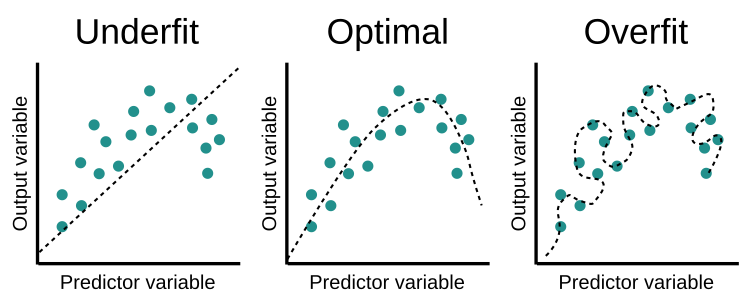 Underfit
Optimal
Overfit
Output variable
Output variable
Output variable
Predictor variable
Predictor variable
Predictor variable